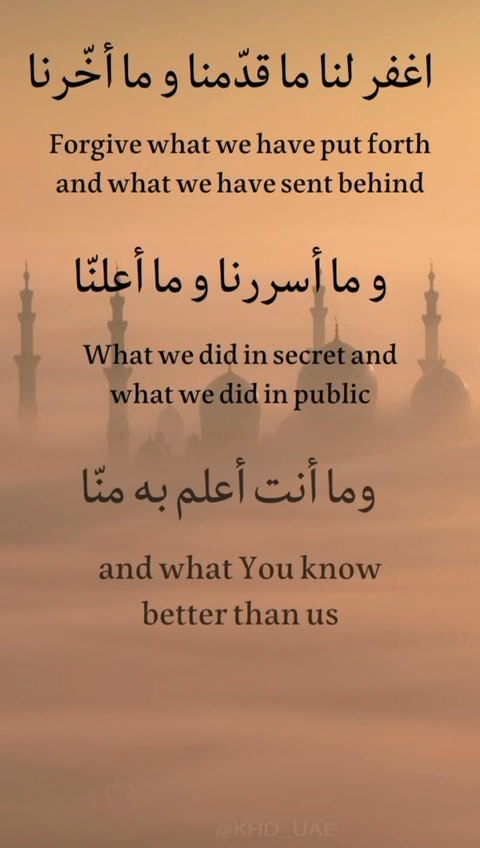 اغفر لنا ما قدّمنا و ما أخّرنا
Forgive what we have put forth
and what we have sent behind
و ما أسررنا و ما أعلنّا
What we did in secret and
what we did in public
وما أنت أعلم به منّا
and what You know
better than us
@KHD_UAE